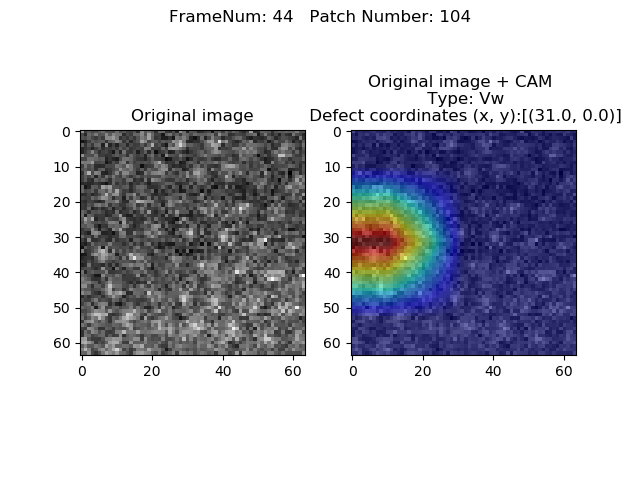 FrameNum: 44   Patch Number: 104
Original image
0
10
20
30
40
50
60
0 20 40 60
Original image + CAM
Type: Vw
Defect coordinates (x, y):[(31.0, 0.0)]
0
10
20
30
40
50
60
0 20 40 60